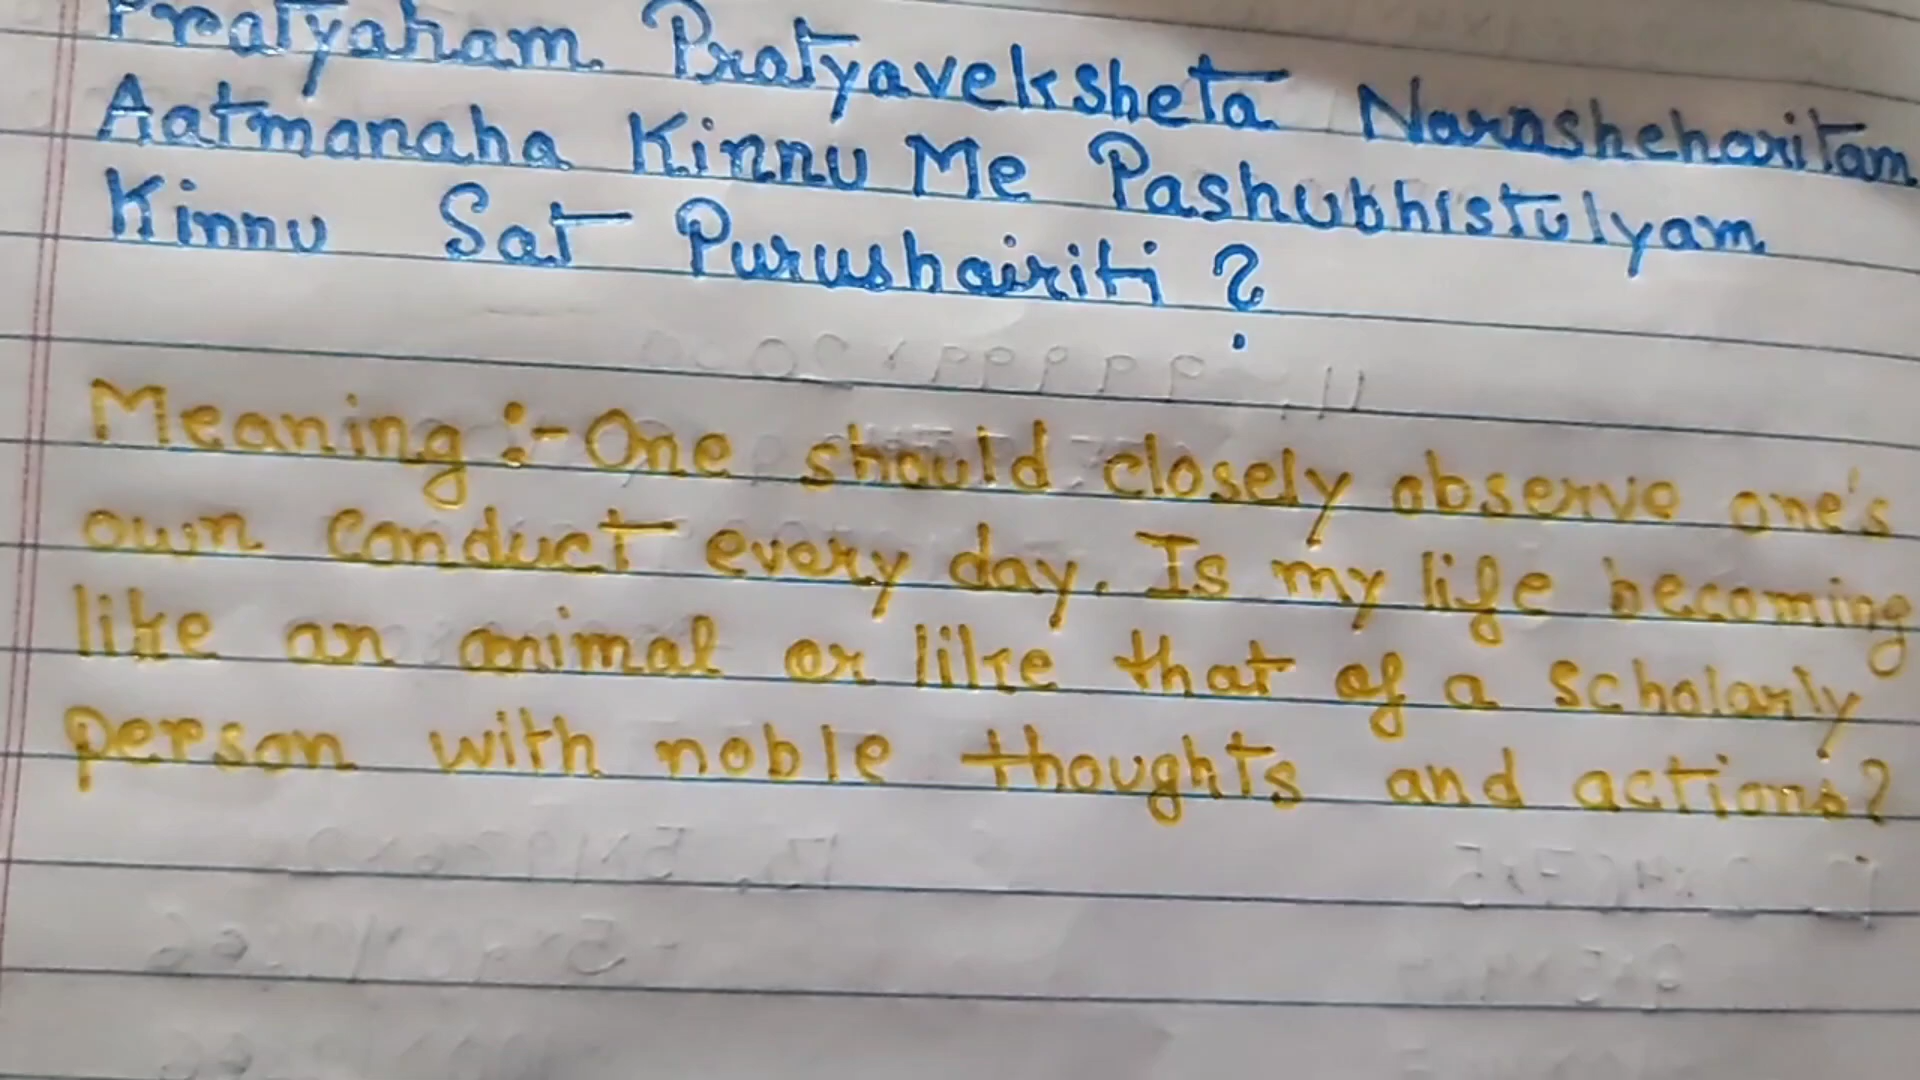 Pratyaham Pratyaveksheta Narasheharitam
Aatmanaha Kinnu Me Pashubhistulyam
Kinnu Sat Purushairiti?
Meaning :- One should closely observe one's
own conduct every day. Is my life becoming
like an animal or like that of a scholarly
person with noble thoughts and actions?